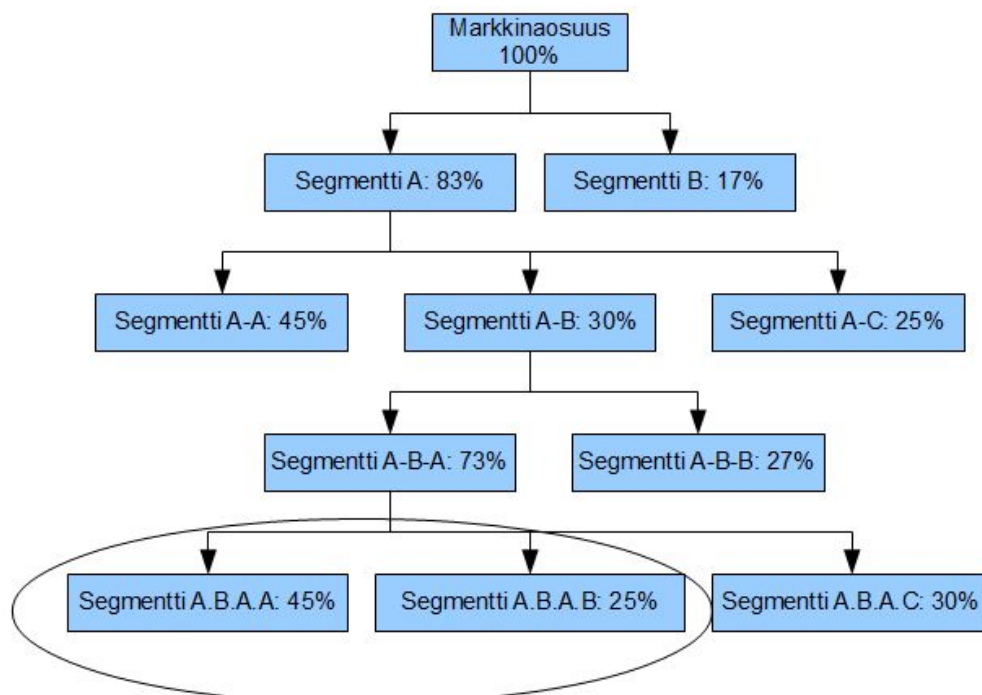 Markkinaosuus
100%
Segmentti A: 83%
Segmentti B: 17%
Segmentti A-A: 45%
Segmentti A-B: 30%
Segmentti A-C: 25%
Segmentti A-B-A: 73%
Segmentti A-B-B: 27%
Segmentti A.B.A.A: 45%
Segmentti A.B.A.B: 25%
Segmentti A.B.A.C: 30%